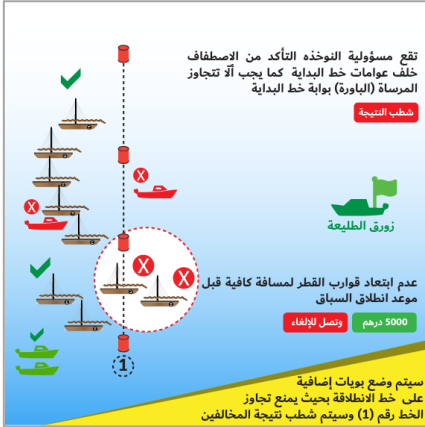 تقع مسؤولية النوخذه التأكد من الاصطفاف
خلف عوامات خط البداية كما يجب ألّا تتجاوز
المرساة (الباورة) بوابة خط البداية
شطب النتيجة
X
X
زورق الطليعة
X
X
عدم ابتعاد قوارب القطر لمسافة كافية قبل
موعد انطلاق السباق
5000 درهم
وتصل للإلغاء
1
سيتم وضع بويات إضافية
على خط الانطلاقة بحيث يمنع تجاوز
الخط رقم (1) وسيتم شطب نتيجة المخالفين